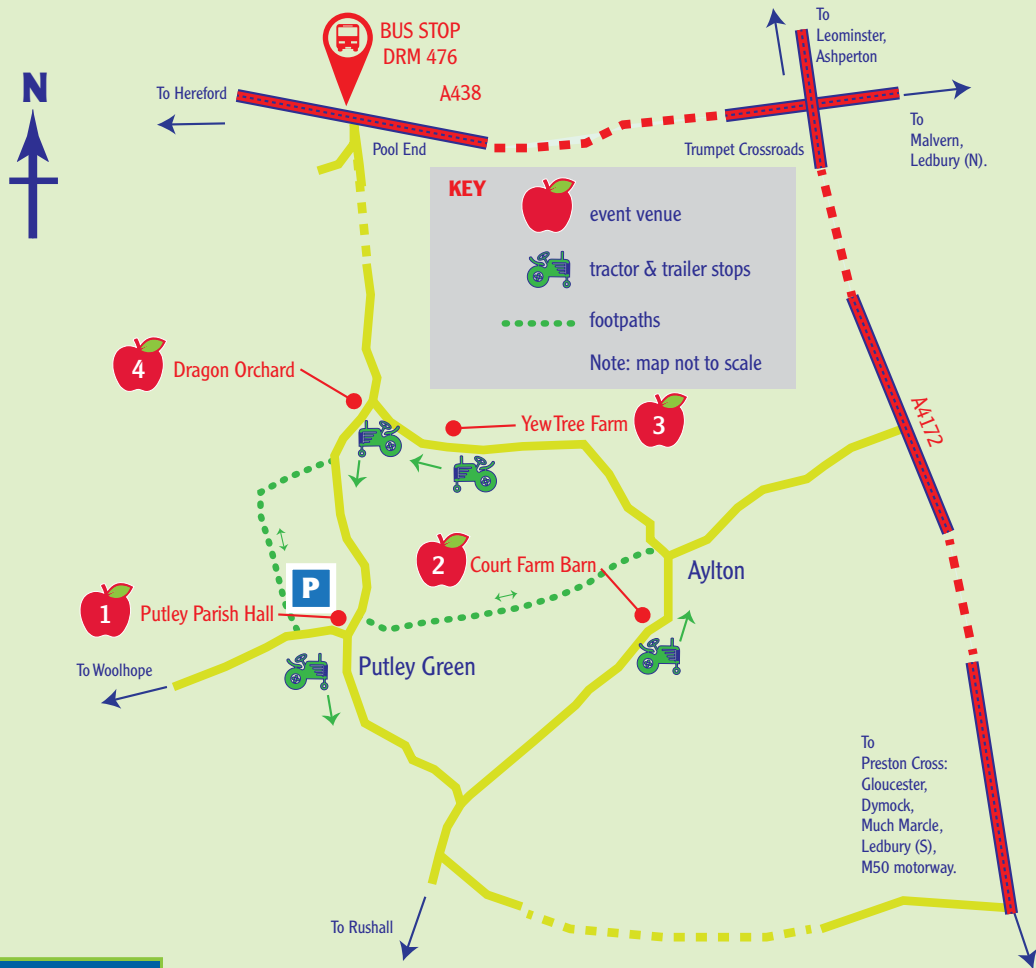 BUS STOP
DRM 476
A438
To
Leominster,
Ashperton
N
To Hereford
Pool End
Trumpet Crossroads
To
Malvern,
Ledbury (N).
KEY
event venue
tractor & trailer stops
footpaths
Note: map not to scale
4
Dragon Orchard
Yew Tree Farm
3
A4172
2
Court Farm Barn
Aylton
P
1
Putley Parish Hall
Putley Green
To Woolhope
To
Preston Cross:
Gloucester,
Dymock,
Much Marcle,
Ledbury (S),
M50 motorway.
To Rushall